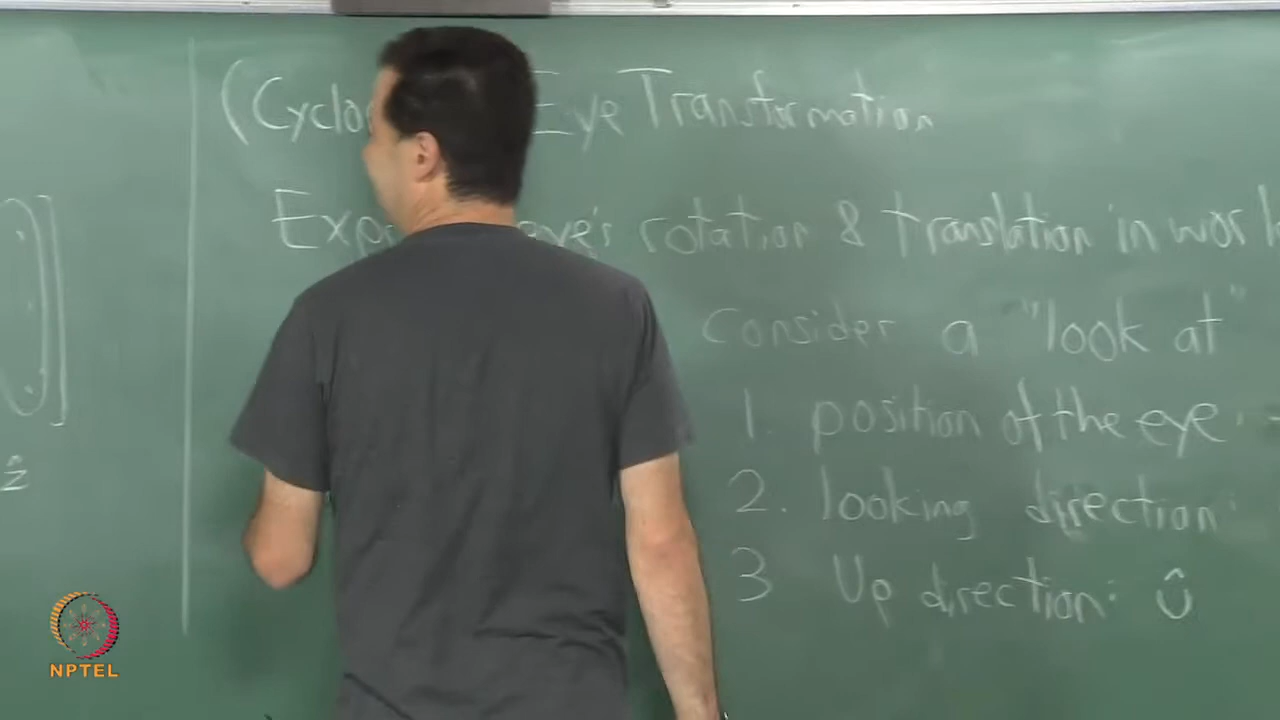 (Cyclo Eye Transformation
Exp eye's rotation & translation in worl
Consider a "look at"
1. position of the eye:
2. looking direction:
3 Up direction: û
ẑ
NPTEL